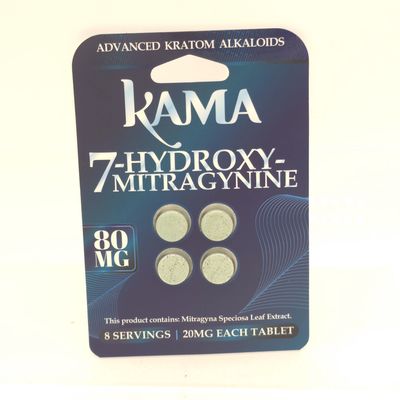 ADVANCED KRATOM ALKALOIDS
KAMA
7-HYDROXY-
MITRAGYNINE
80
MG
This product contains: Mitragyna Speciosa Leaf Extract.
8 SERVINGS | 20MG EACH TABLET